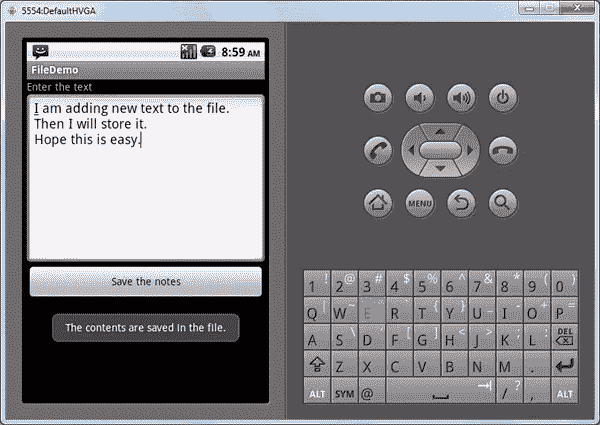 5554:DefaultHVGA
8:59 AM
FileDemo
Enter the text
I am adding new text to the file.
Then I will store it.
Hope this is easy.
Save the notes
The contents are saved in the file.
MENU
1 ! 2 @ 3 # 4 $ 5 % 6 ^ 7 & 8 * 9 ( 0 )
Q W ~ E R T { Y } U _ I - O + P =
A S \ D F [ G ] H < J > K ; L : DEL
Z X C V B N M .
ALT SYM @ / ? , ALT